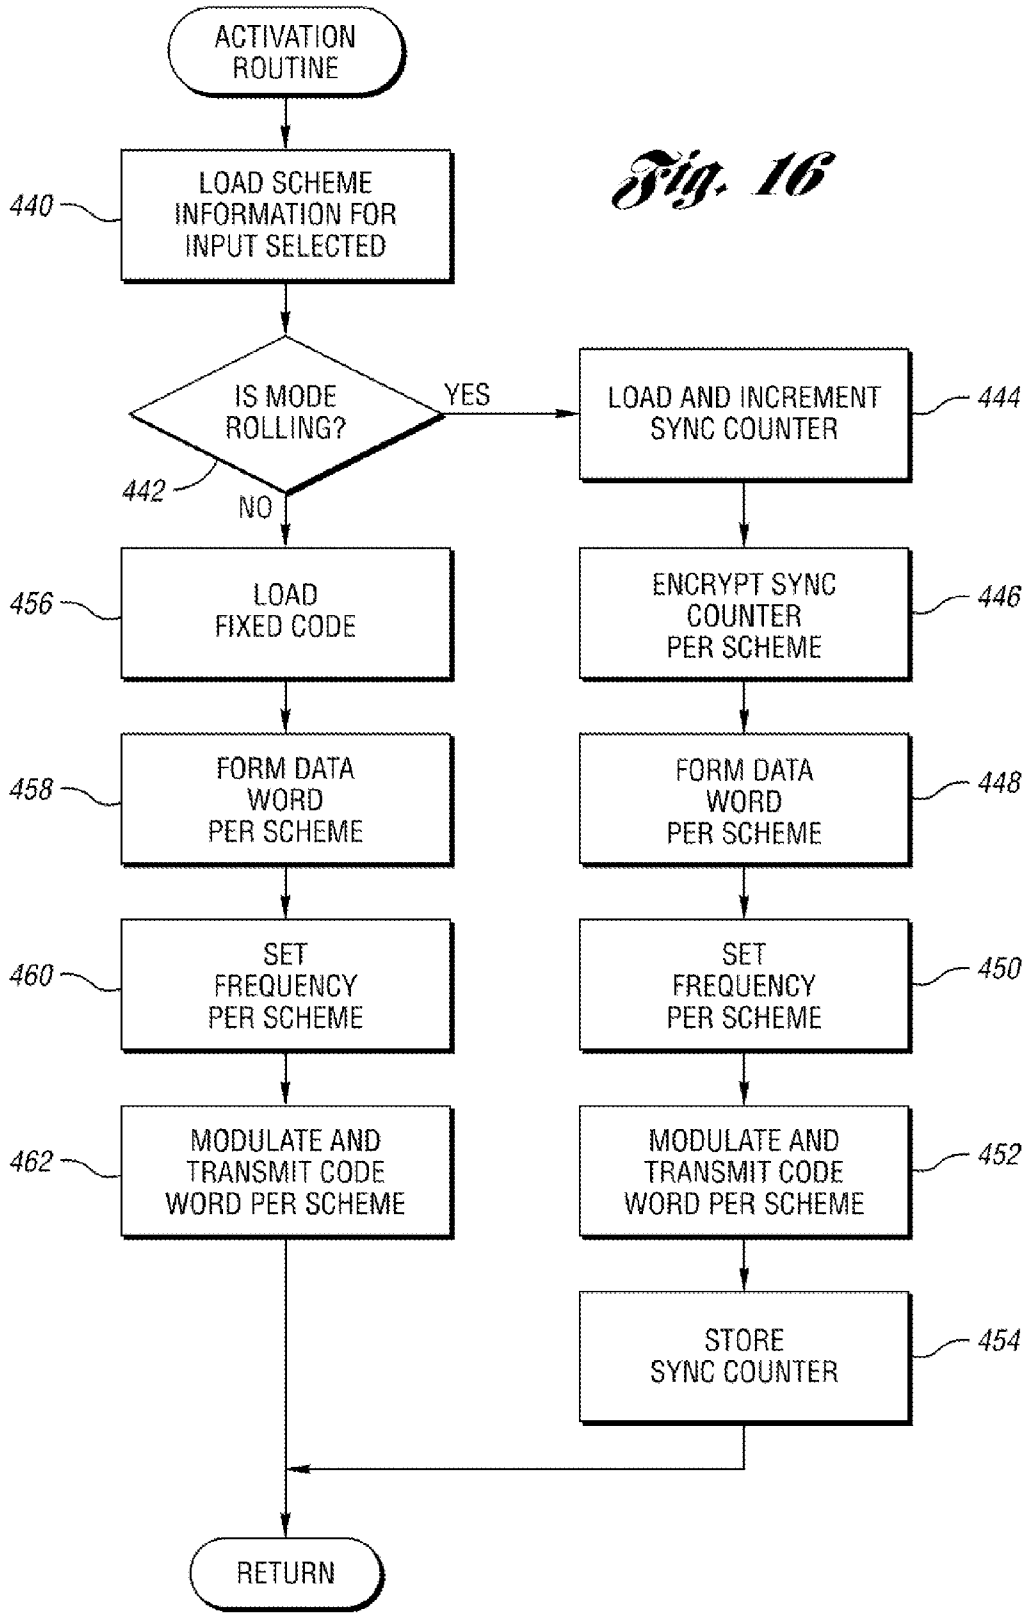 ACTIVATION
ROUTINE
Fig. 16
440
LOAD SCHEME
INFORMATION FOR
INPUT SELECTED
IS MODE
ROLLING?
YES
442
NO
LOAD AND INCREMENT
SYNC COUNTER
444
456
LOAD
FIXED CODE
ENCRYPT SYNC
COUNTER
PER SCHEME
446
458
FORM DATA
WORD
PER SCHEME
FORM DATA
WORD
PER SCHEME
448
460
SET
FREQUENCY
PER SCHEME
SET
FREQUENCY
PER SCHEME
450
462
MODULATE AND
TRANSMIT CODE
WORD PER SCHEME
MODULATE AND
TRANSMIT CODE
WORD PER SCHEME
452
STORE
SYNC COUNTER
454
RETURN